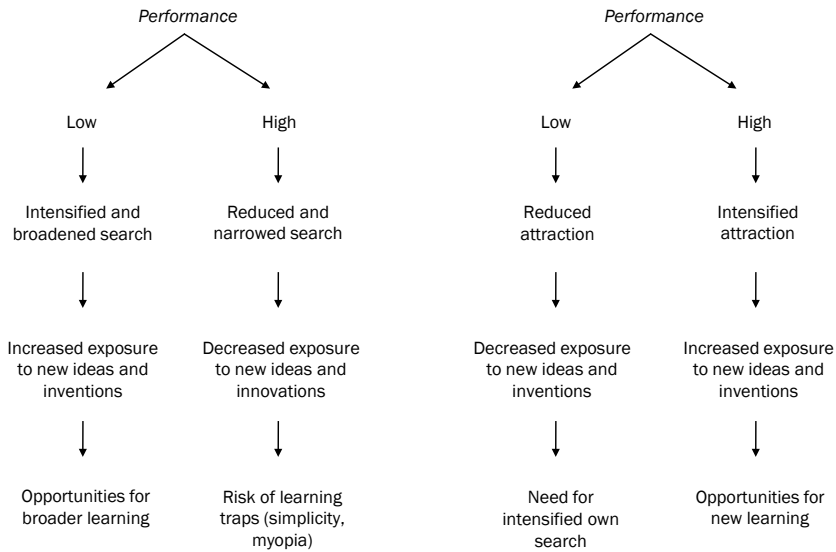 Performance
Low
High
Intensified and
broadened search
Reduced and
narrowed search
Increased exposure
to new ideas and
inventions
Decreased exposure
to new ideas and
innovations
Opportunities for
broader learning
Risk of learning
traps (simplicity,
myopia)
Performance
Low
High
Reduced
attraction
Intensified
attraction
Decreased exposure
to new ideas and
inventions
Increased exposure
to new ideas and
inventions
Need for
intensified own
search
Opportunities for
new learning